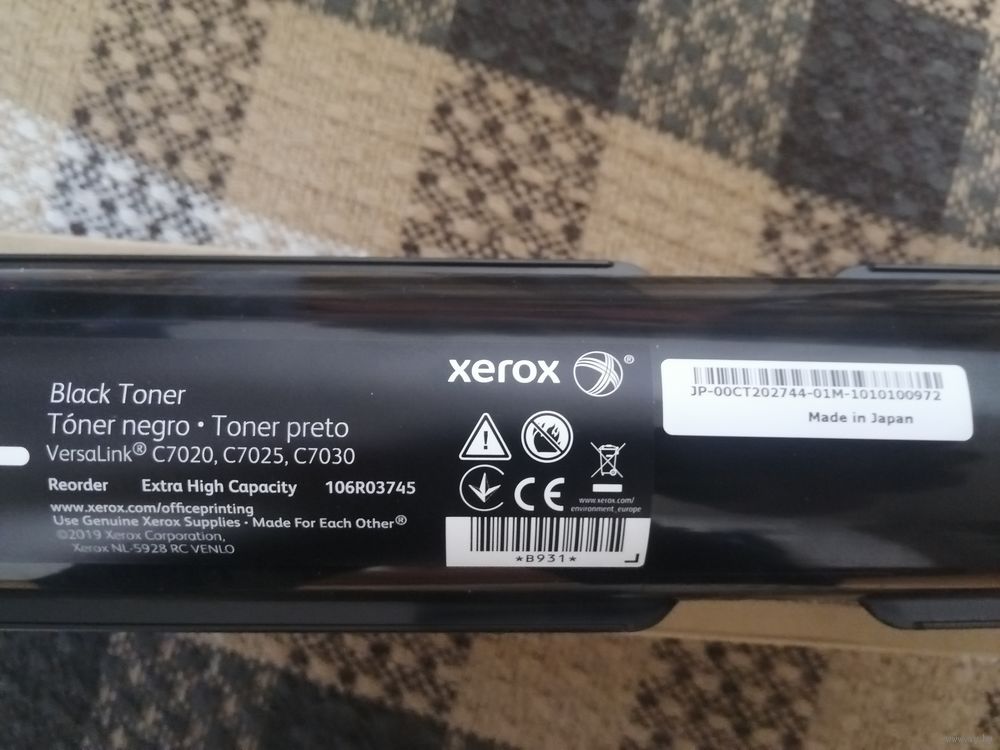 xerox ®
Black Toner
Tóner negro • Toner preto
VersaLink® C7020, C7025, C7030
Reorder Extra High Capacity 106R03745
www.xerox.com/officeprinting
Use Genuine Xerox Supplies • Made For Each Other®
©2019 Xerox Corporation,
Xerox NL-5928 RC VENLO
CE
www.xerox.com/
environment_europe
*B931*
JP-00CT202744-01M-1010100972
Made in Japan